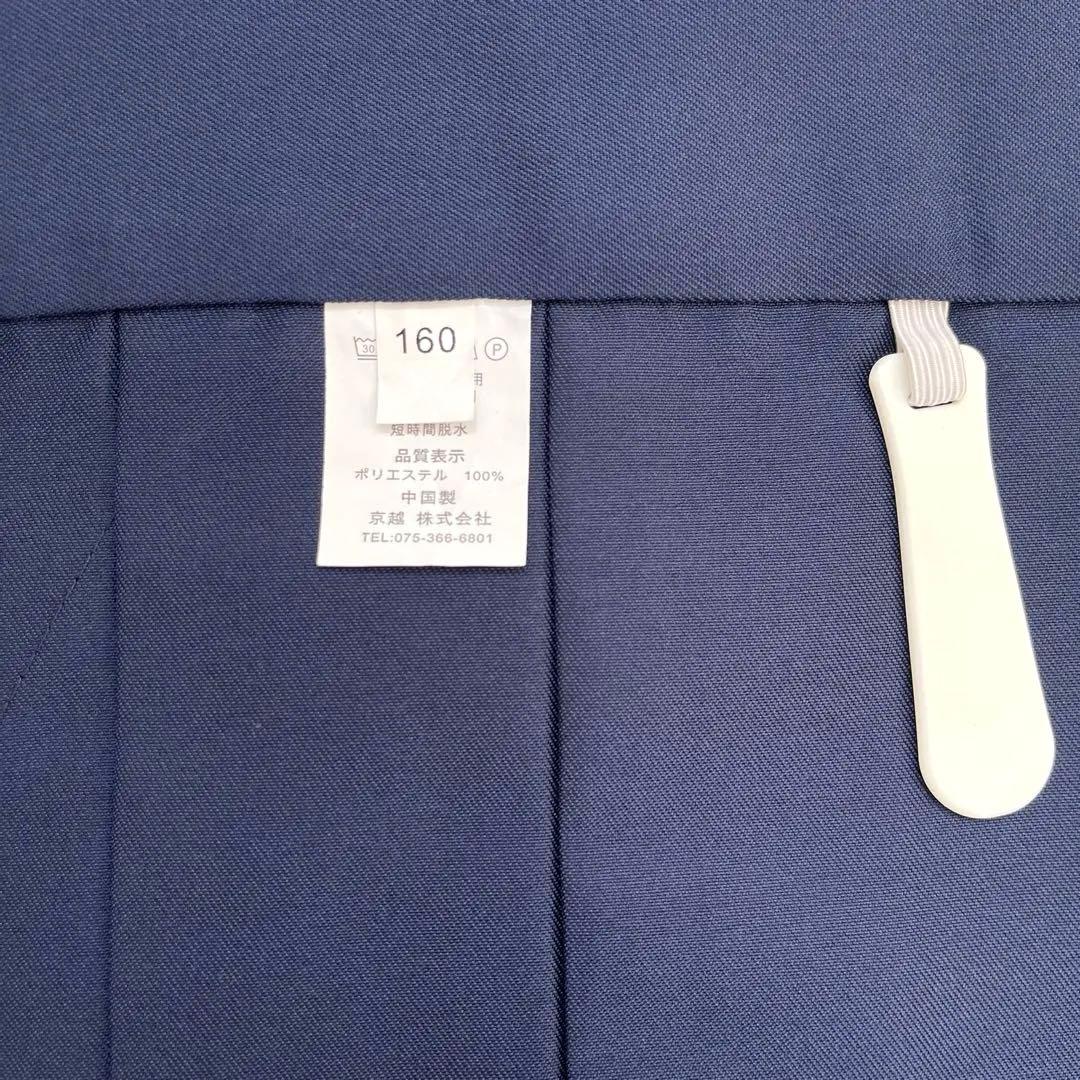 160
30
P
用
短時間脱水
品質表示
ポリエステル 100%
中国製
京越 株式会社
TEL:075-366-6801